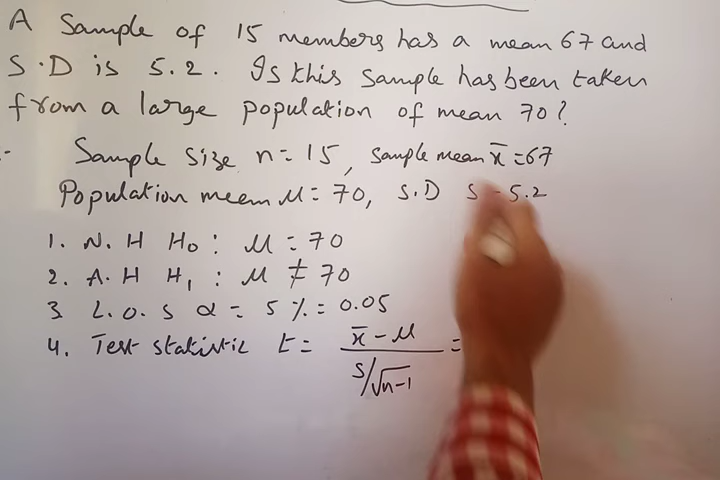 A Sample of 15 members has a mean 67 and
S.D is 5.2. Is this sample has been taken
from a large population of mean 70?
Sample size n = 15, sample mean x̄ = 67
Population mean μ = 70, S.D S = 5.2
1. N.H H₀ : μ = 70
2. A.H H₁ : μ ≠ 70
3 L.O.S α = 5 % = 0.05
4. Test statistic t = x̄ - μ / S/√n-1 =